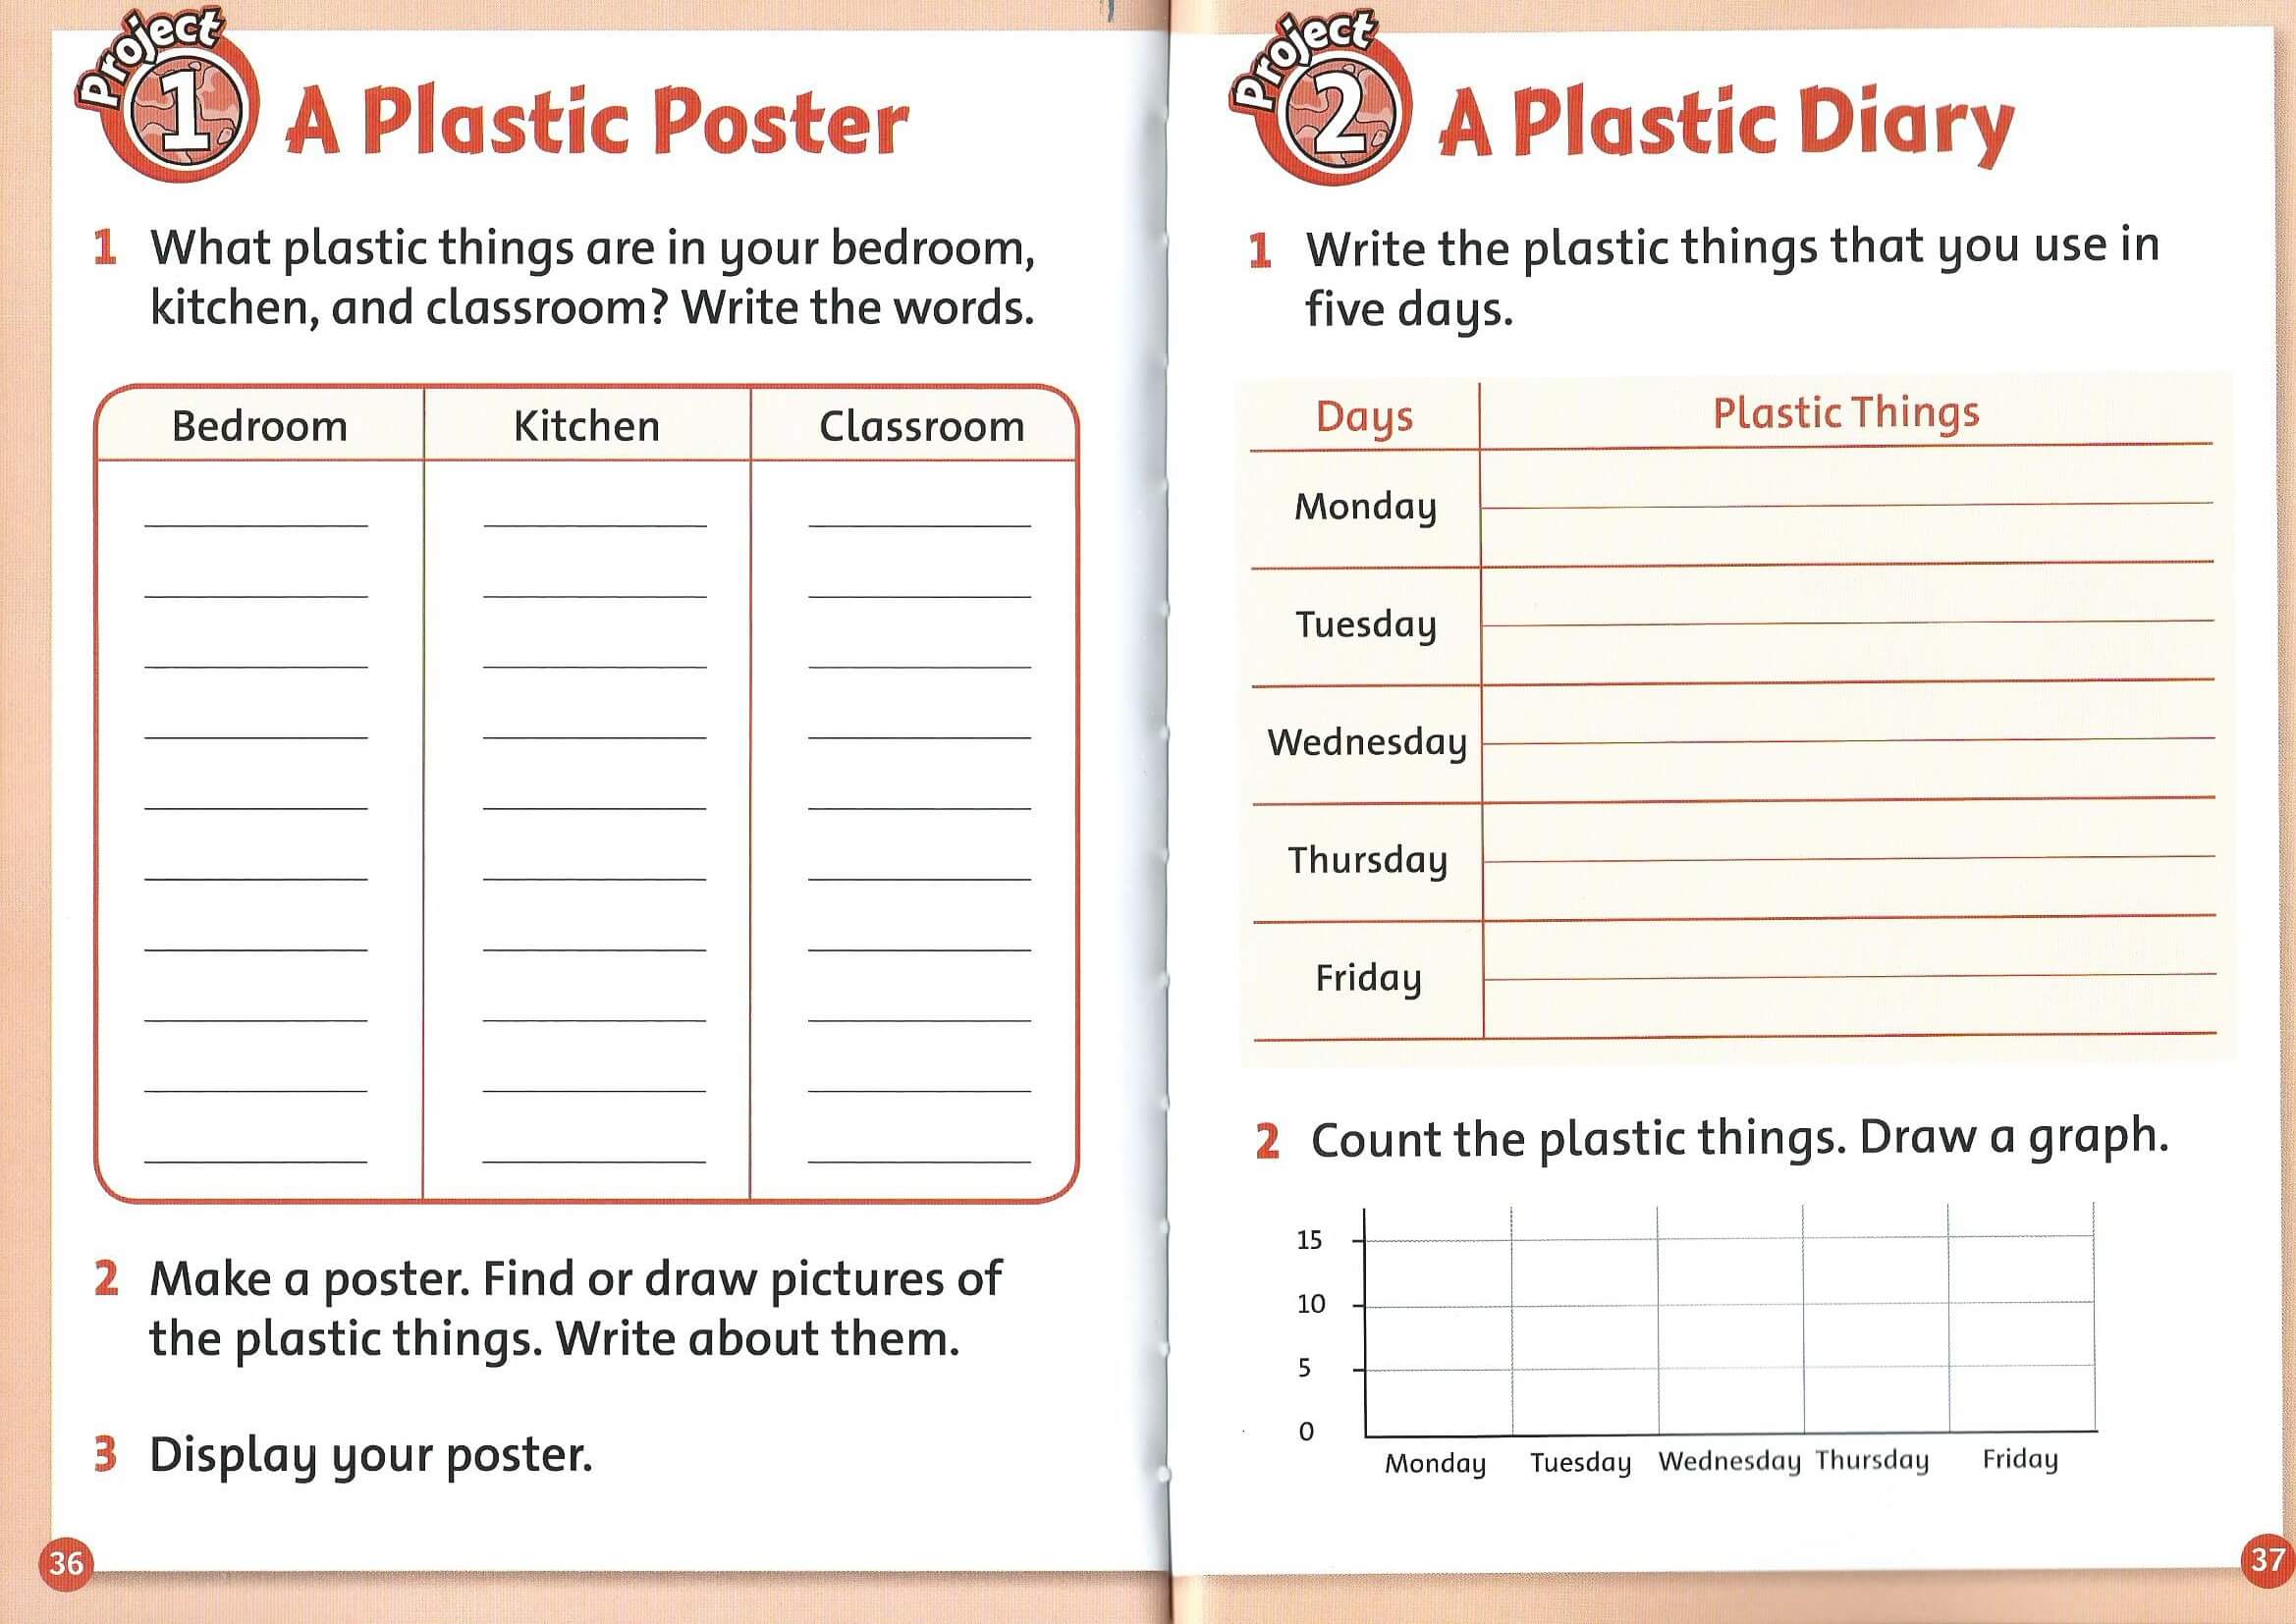 Project
1
A Plastic Poster
1 What plastic things are in your bedroom,
kitchen, and classroom? Write the words.
Bedroom Kitchen Classroom
2 Make a poster. Find or draw pictures of
the plastic things. Write about them.
3 Display your poster.
36
Project
2
A Plastic Diary
1 Write the plastic things that you use in
five days.
Days Plastic Things
Monday
Tuesday
Wednesday
Thursday
Friday
2 Count the plastic things. Draw a graph.
15
10
5
0
Monday Tuesday Wednesday Thursday Friday
37